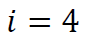 i = 4